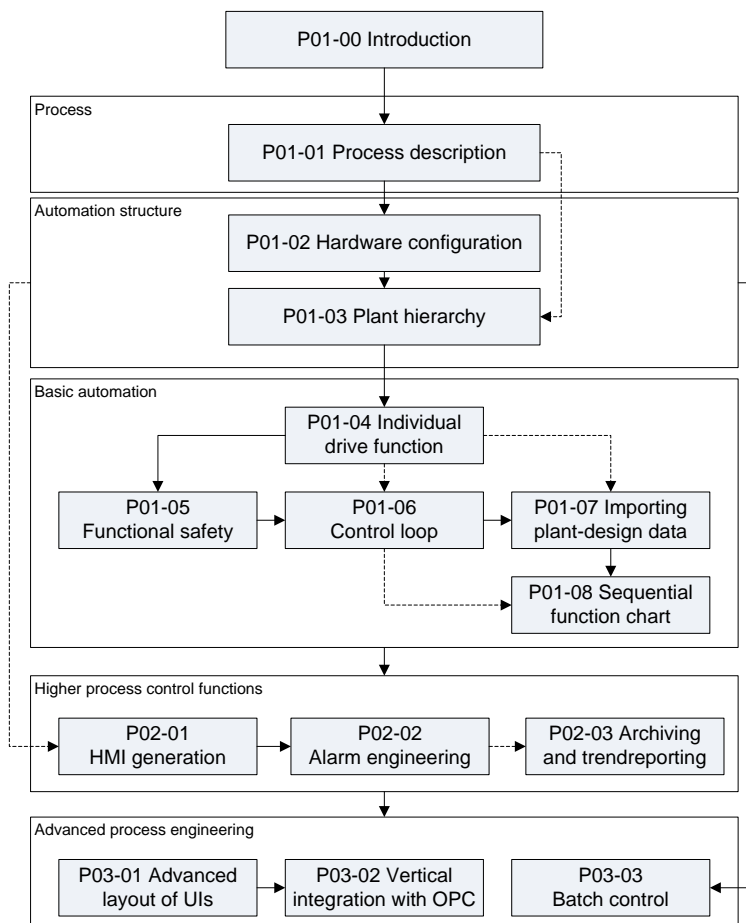 P01-00 Introduction
Process
P01-01 Process description
Automation structure
P01-02 Hardware configuration
P01-03 Plant hierarchy
Basic automation
P01-04 Individual
drive function
P01-05
Functional safety
P01-06
Control loop
P01-07 Importing
plant-design data
P01-08 Sequential
function chart
Higher process control functions
P02-01
HMI generation
P02-02
Alarm engineering
P02-03 Archiving
and trendreporting
Advanced process engineering
P03-01 Advanced
layout of UIs
P03-02 Vertical
integration with OPC
P03-03
Batch control